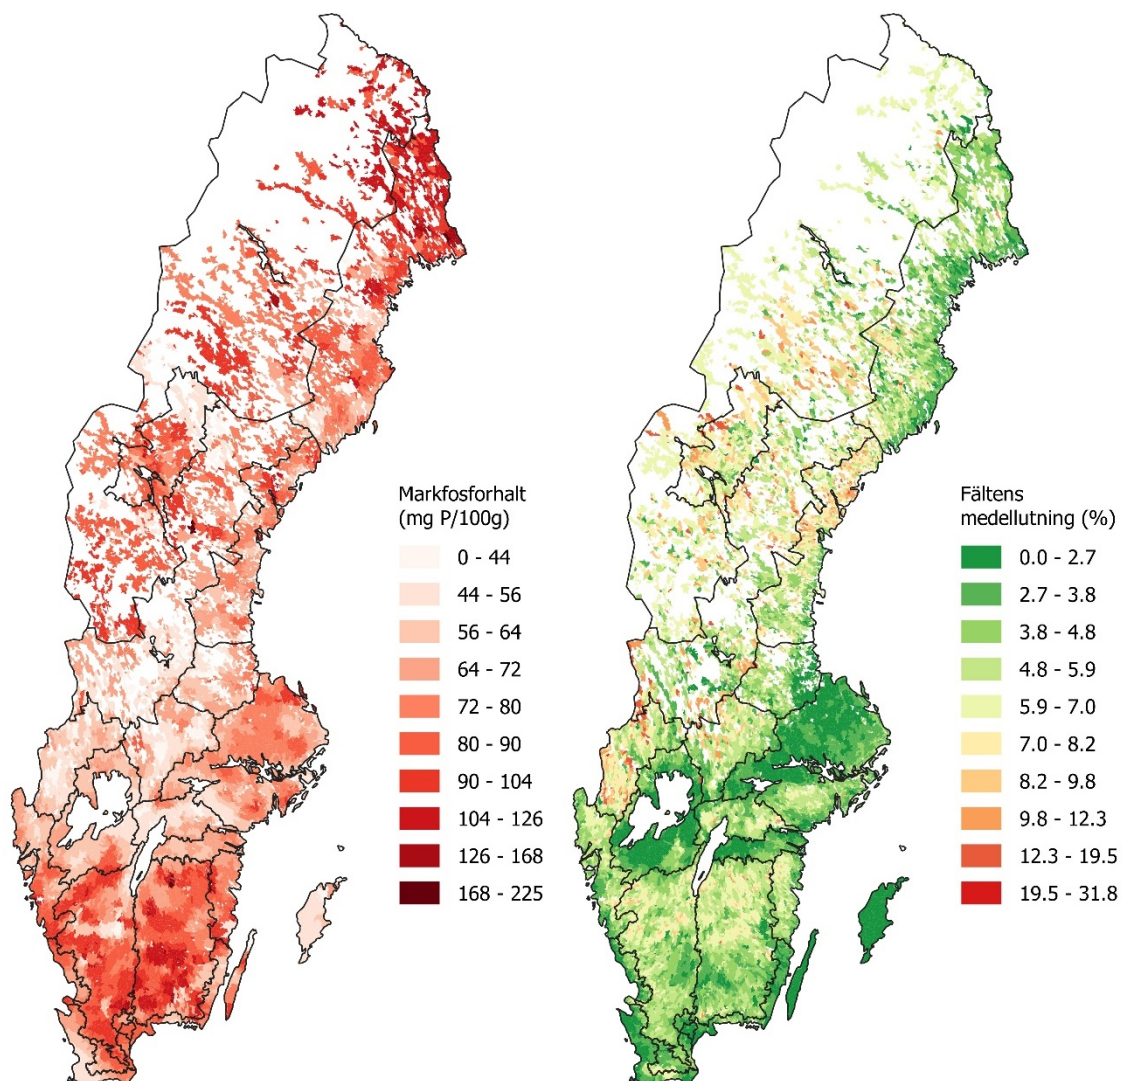 Markfosforhalt
(mg P/100g)
0 - 44
44 - 56
56 - 64
64 - 72
72 - 80
80 - 90
90 - 104
104 - 126
126 - 168
168 - 225
Fältens
medellutning (%)
0.0 - 2.7
2.7 - 3.8
3.8 - 4.8
4.8 - 5.9
5.9 - 7.0
7.0 - 8.2
8.2 - 9.8
9.8 - 12.3
12.3 - 19.5
19.5 - 31.8